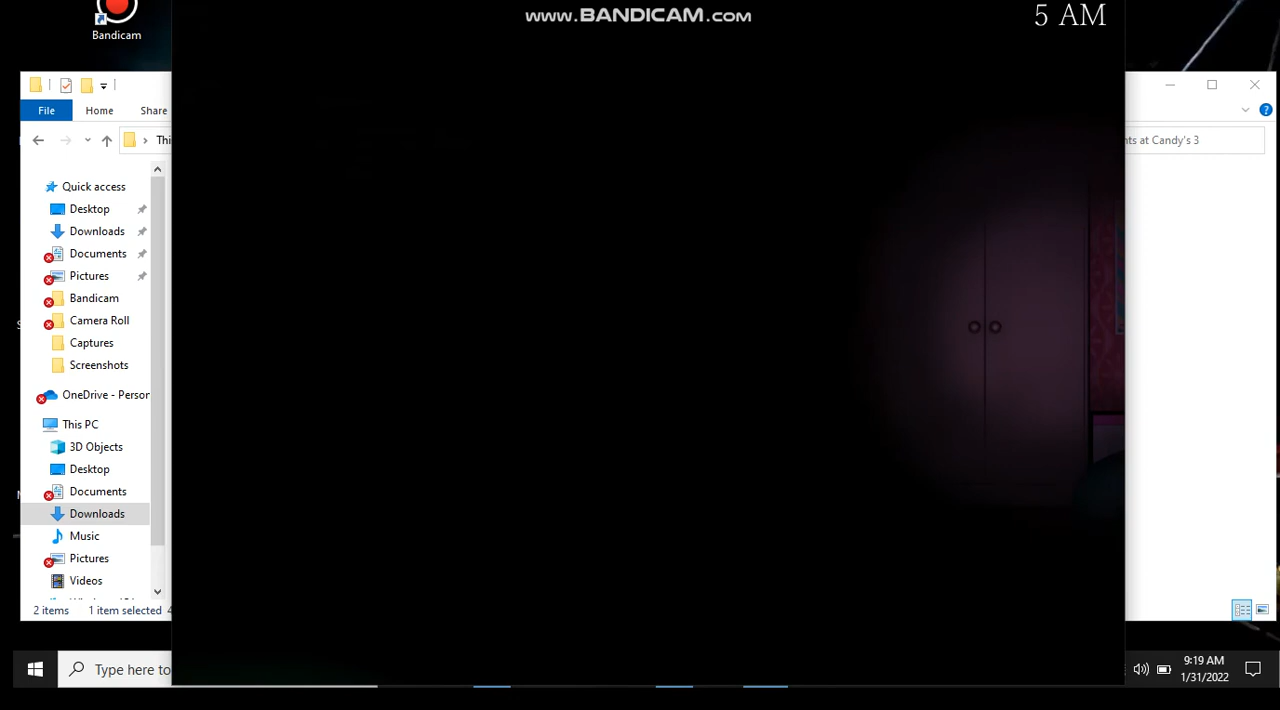 Bandicam
www.BANDICAM.com
5 AM
File
Home
Share
nts at Candy's 3
Quick access
Desktop
Downloads
Documents
Pictures
Bandicam
Camera Roll
Captures
Screenshots
OneDrive - Person
This PC
3D Objects
Desktop
Documents
Downloads
Music
Pictures
Videos
2 items
1 item selected
Type here to
9:19 AM
1/31/2022